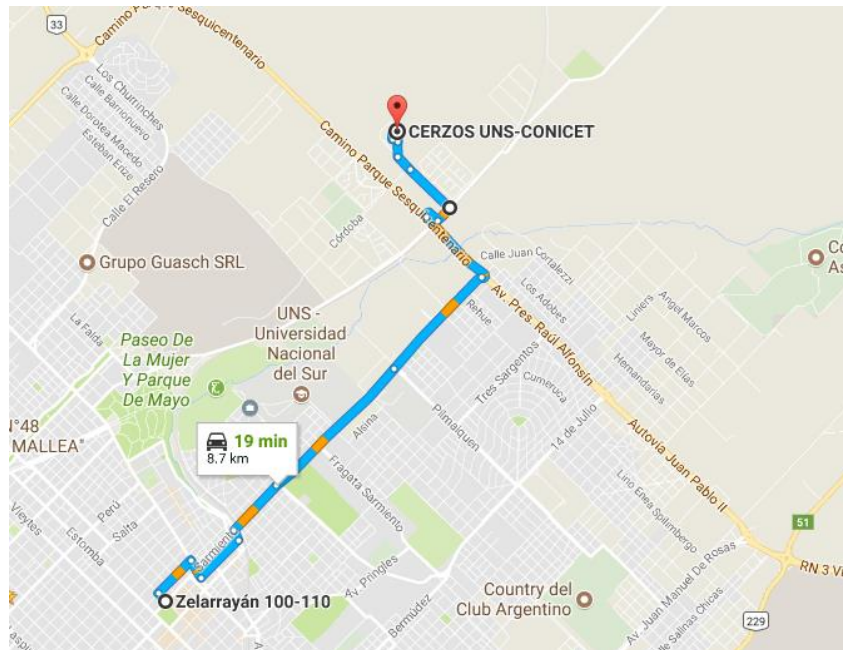 33
Camino Parque Sesquicentenario
Los Churrinches
Calle Barrionuevo
Calle Dorotea Macedo
Esteban Erize
Calle El Resero
CERZOS UNS-CONICET
Camino Parque Sesquicentenario
Córdoba
Grupo Guasch SRL
Calle Juan Cortalezzi
Co
As
Los Adobes
Av. Pres. Raúl Alfonsín
Liniers
Angel Marcos
Rehue
La Falda
UNS -
Universidad
Nacional
del Sur
Paseo De
La Mujer
Y Parque
De Mayo
Mayor de Elías
Hernandarias
Tres Sargentos
Cumeruca
Pilmaiquen
14 de Julio
Autovía Juan Pablo II
N°48
MALLEA"
19 min
8.7 km
Alsina
Fragata Sarmiento
Lino Enea Spilimbergo
Perú
Salta
Vieytes
Estomba
Sarmiento
51
Av. Juan Manuel De Rosas
RN 3 V
Av. Pringles
Country del
Club Argentino
Zelarrayán 100-110
Bermúdez
Salinas Chicas
229
A